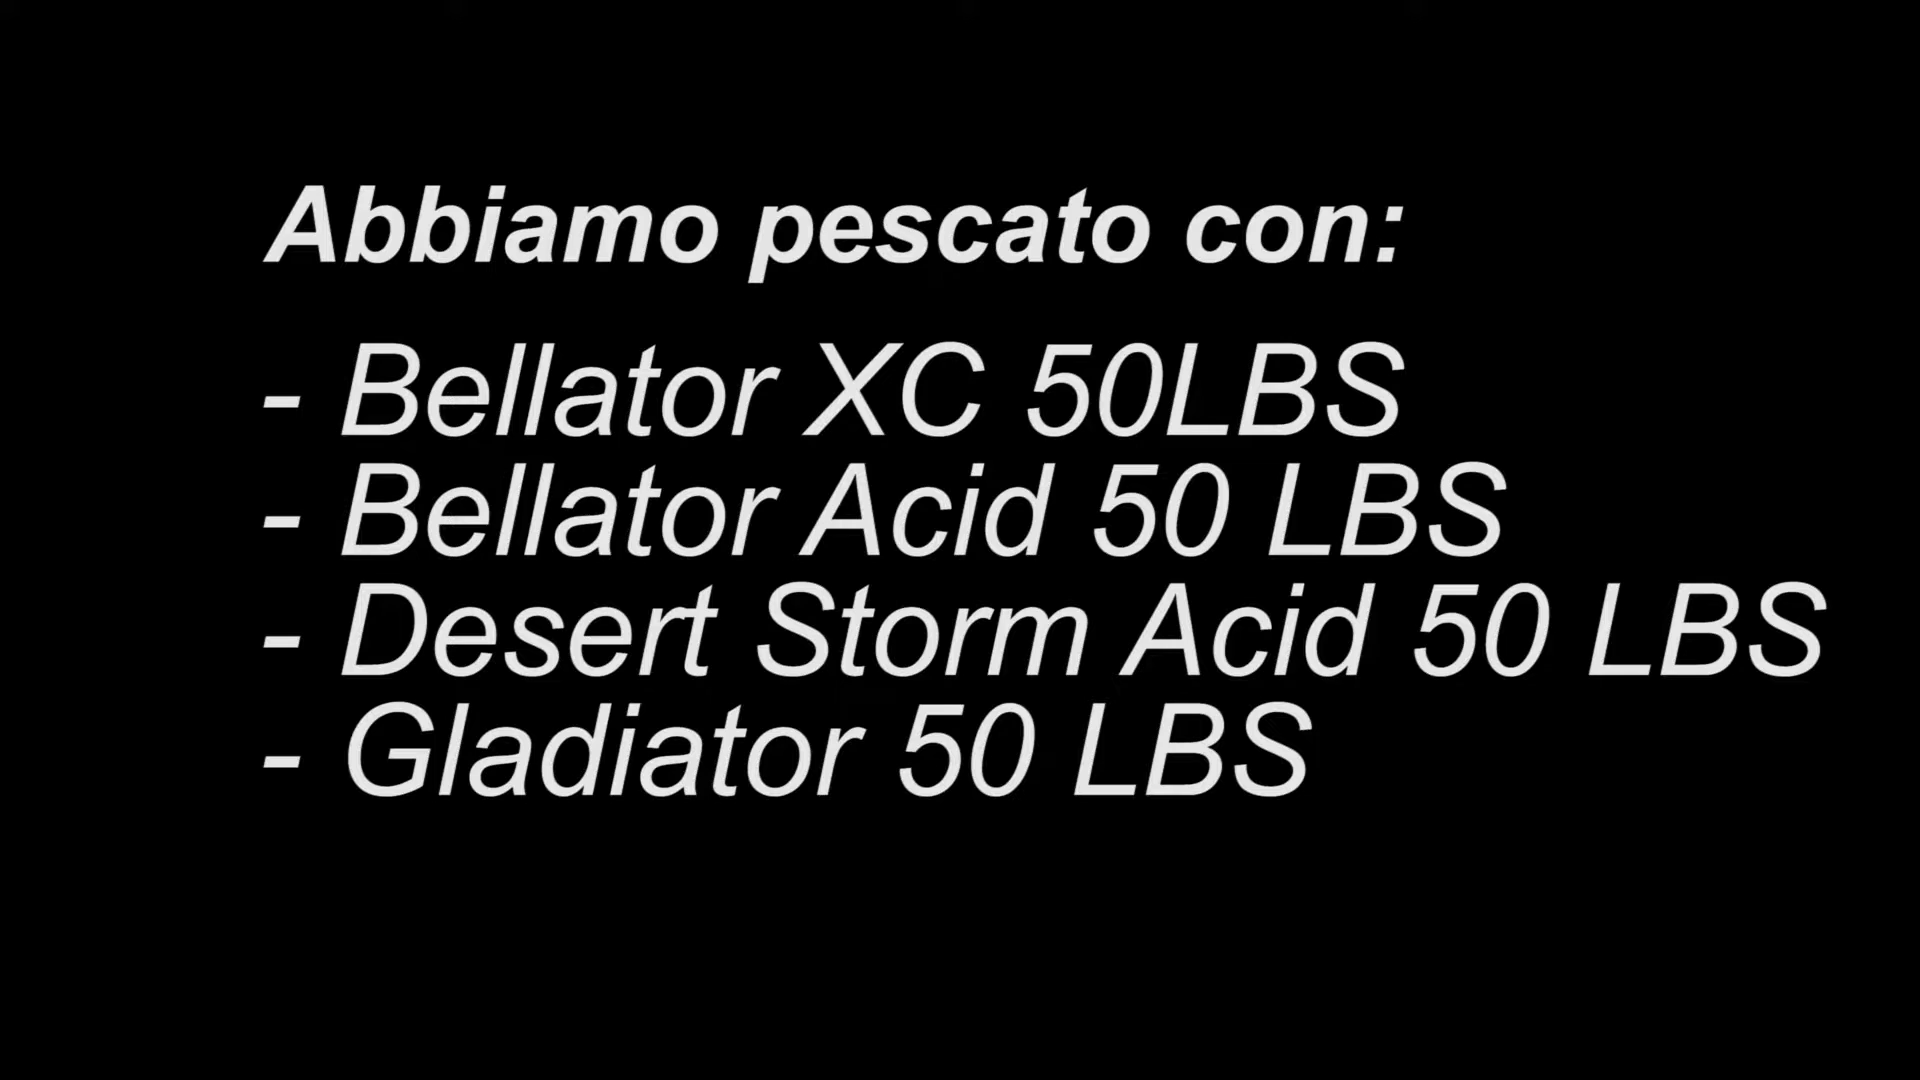 Abbiamo pescato con:
- Bellator XC 50LBS
- Bellator Acid 50 LBS
- Desert Storm Acid 50 LBS
- Gladiator 50 LBS